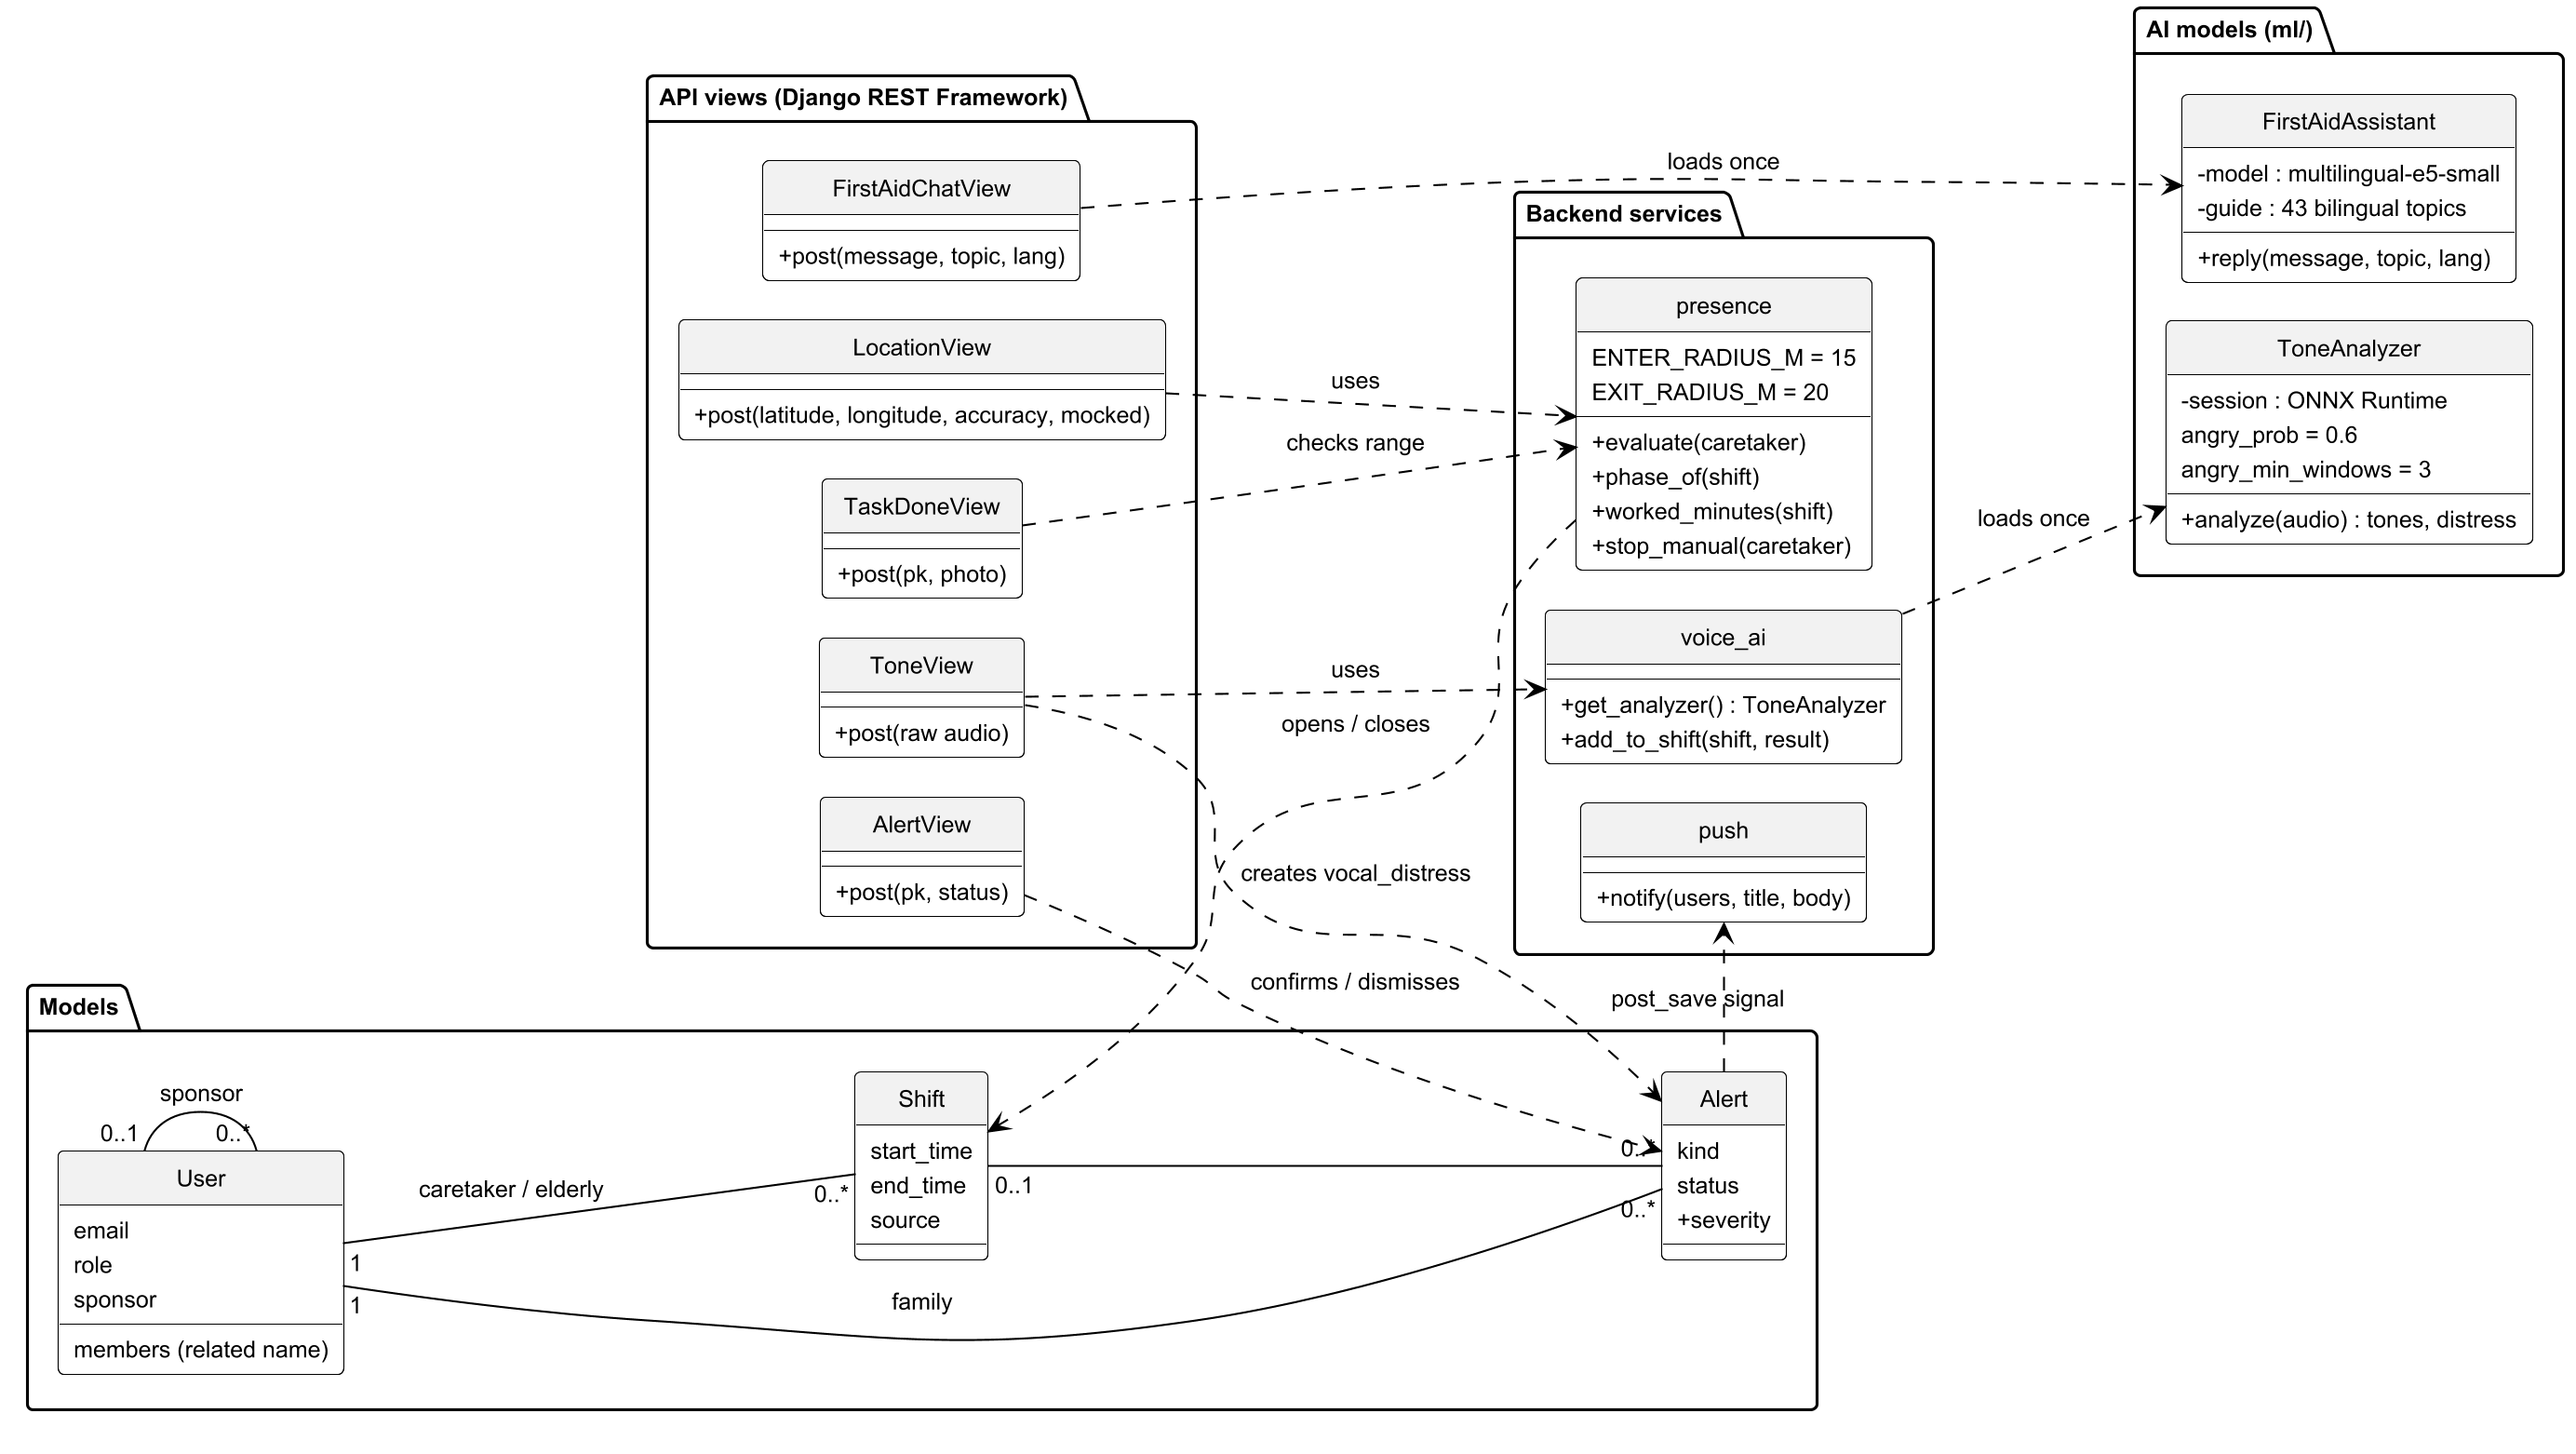 AI models (ml/)
FirstAidAssistant
-model : multilingual-e5-small
-guide : 43 bilingual topics
+reply(message, topic, lang)
ToneAnalyzer
-session : ONNX Runtime
angry_prob = 0.6
angry_min_windows = 3
+analyze(audio) : tones, distress
API views (Django REST Framework)
FirstAidChatView
+post(message, topic, lang)
LocationView
+post(latitude, longitude, accuracy, mocked)
TaskDoneView
+post(pk, photo)
ToneView
+post(raw audio)
AlertView
+post(pk, status)
loads once
uses
checks range
uses
opens / closes
creates vocal_distress
confirms / dismisses
Backend services
presence
ENTER_RADIUS_M = 15
EXIT_RADIUS_M = 20
+evaluate(caretaker)
+phase_of(shift)
+worked_minutes(shift)
+stop_manual(caretaker)
voice_ai
+get_analyzer() : ToneAnalyzer
+add_to_shift(shift, result)
push
+notify(users, title, body)
loads once
post_save signal
Models
sponsor
0..1
0..*
User
email
role
sponsor
members (related name)
caretaker / elderly
1
0..*
Shift
start_time
end_time
source
0..1
0..*
family
1
0..*
Alert
kind
status
+severity